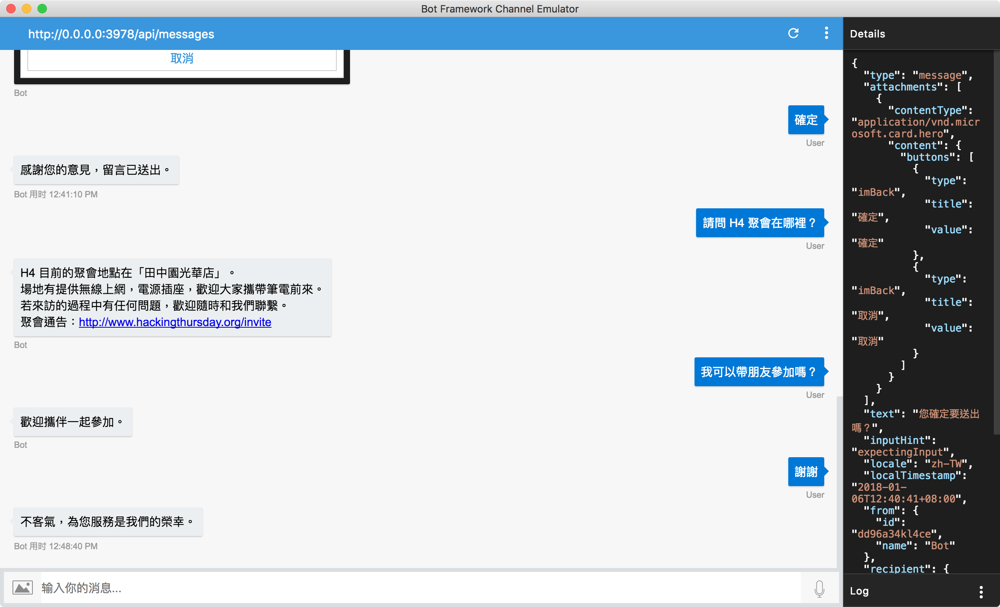 Bot Framework Channel Emulator
http://0.0.0.0:3978/api/messages
取消
Bot
確定
User
感謝您的意見，留言已送出。
Bot 用时 12:41:10 PM
請問 H4 聚會在哪裡？
User
H4 目前的聚會地點在「田中園光華店」。
場地有提供無線上網，電源插座，歡迎大家攜帶筆電前來。
若來訪的過程中有任何問題，歡迎隨時和我們聯繫。
聚會通告：http://www.hackingthursday.org/invite
Bot
我可以帶朋友參加嗎？
User
歡迎攜伴一起參加。
Bot
謝謝
User
不客氣，為您服務是我們的榮幸。
Bot 用时 12:48:40 PM
输入你的消息...
Details
{
"type": "message",
"attachments": [
{
"contentType":
"application/vnd.micr
osoft.card.hero",
"content": {
"buttons": [
{
"type":
"imBack",
"title":
"確定",
"value":
"確定"
},
{
"type":
"imBack",
"title":
"取消",
"value":
"取消"
}
]
}
}
],
"text": "您確定要送出
嗎？",
"inputHint":
"expectingInput",
"locale": "zh-TW",
"localTimestamp":
"2018-01-
06T12:40:41+08:00",
"from": {
"id":
"dd96a34kl4ce",
"name": "Bot"
},
"recipient": {
Log